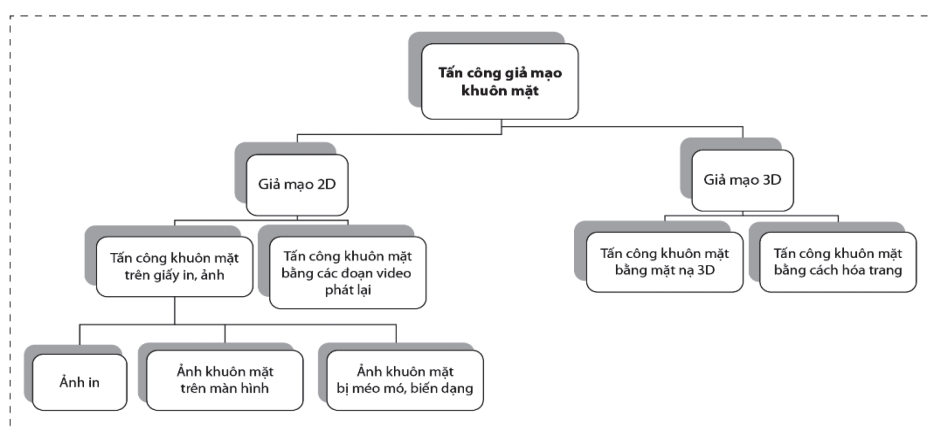 Tấn công giả mạo
khuôn mặt
Giả mạo 2D
Giả mạo 3D
Tấn công khuôn mặt
trên giấy in, ảnh
Tấn công khuôn mặt
bằng các đoạn video
phát lại
Tấn công khuôn mặt
bằng mặt nạ 3D
Tấn công khuôn mặt
bằng cách hóa trang
Ảnh in
Ảnh khuôn mặt
trên màn hình
Ảnh khuôn mặt
bị méo mó, biến dạng